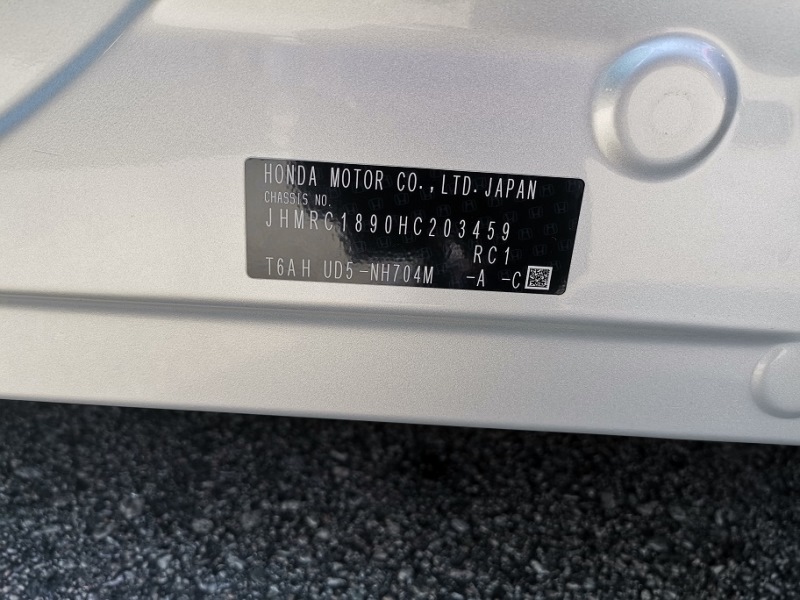 HONDA MOTOR CO.,LTD.JAPAN
CHASSIS NO.
JHMRC1890HC203459
RC1
T6AH UD5-NH704M -A -C